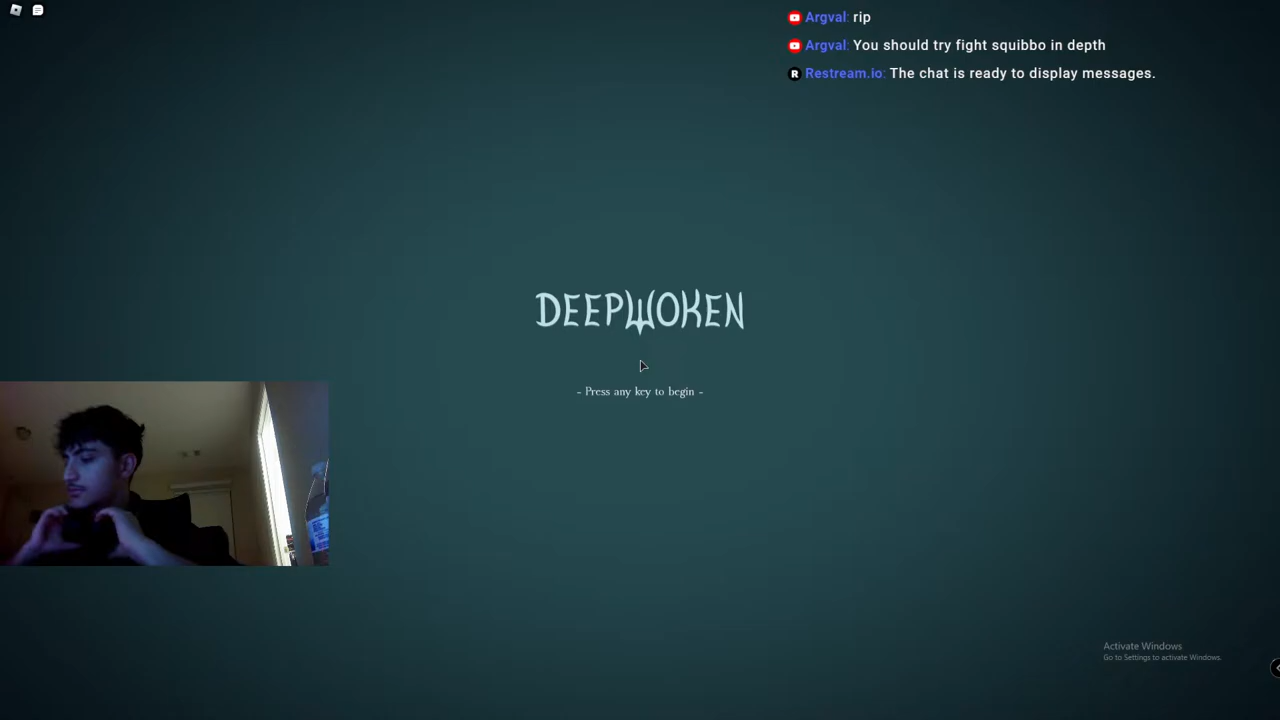 Argval: rip
Argval: You should try fight squibbo in depth
R Restream.io: The chat is ready to display messages.
DEEPWOKEN
- Press any key to begin -
Activate Windows
Go to Settings to activate Windows.